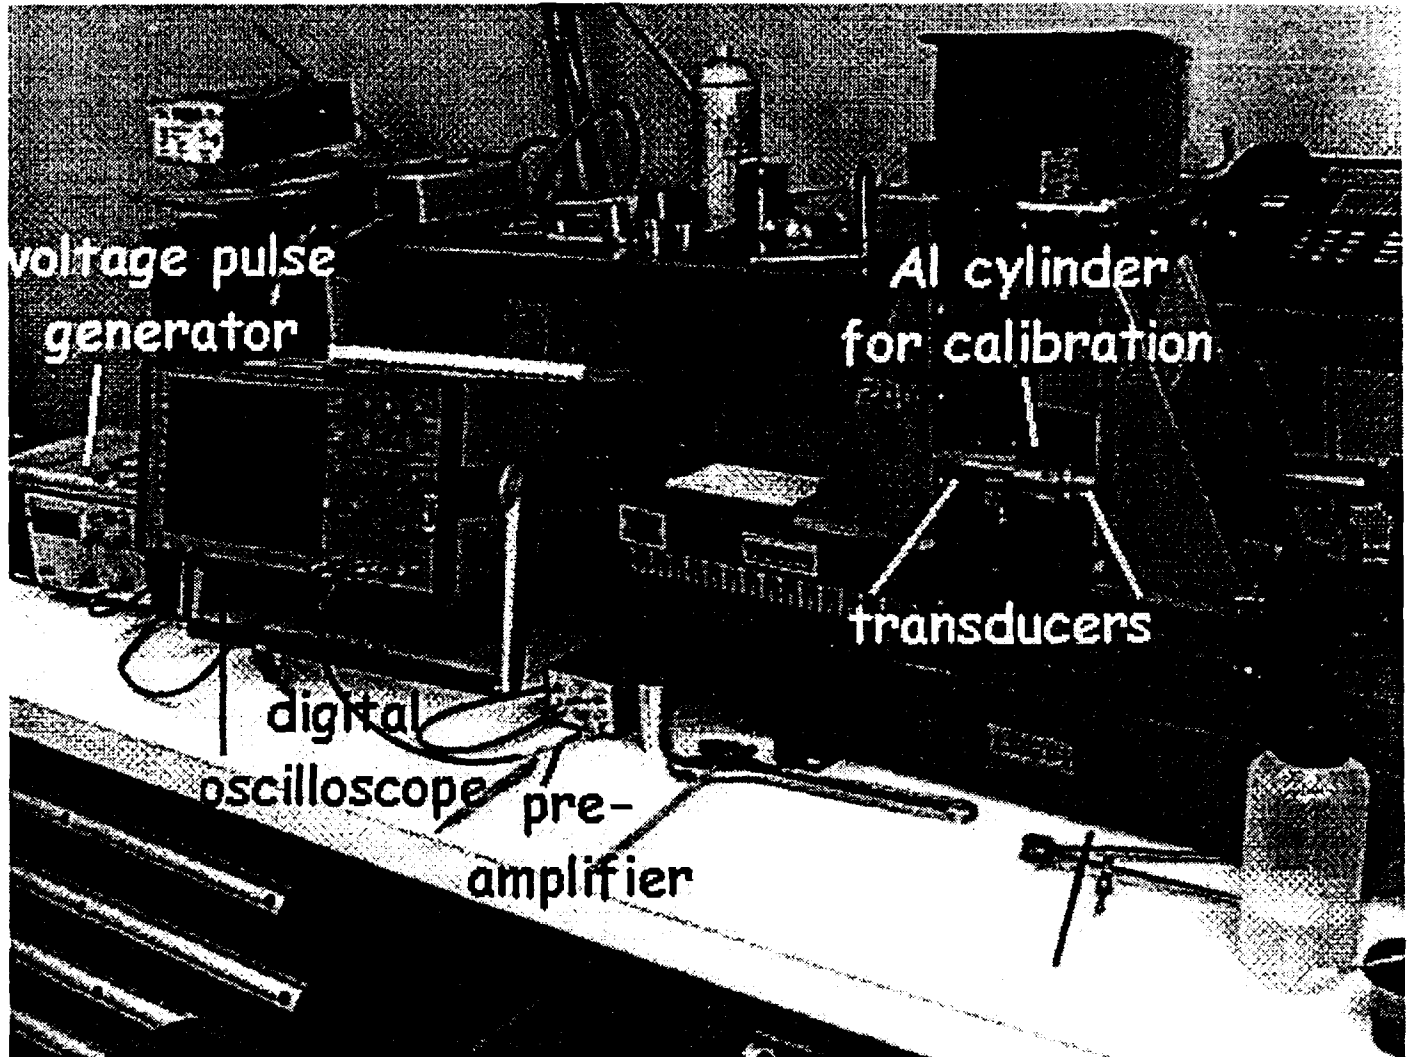 voltage pulse
generator
Al cylinder
for calibration
transducers
digital
oscilloscope
pre-
amplifier